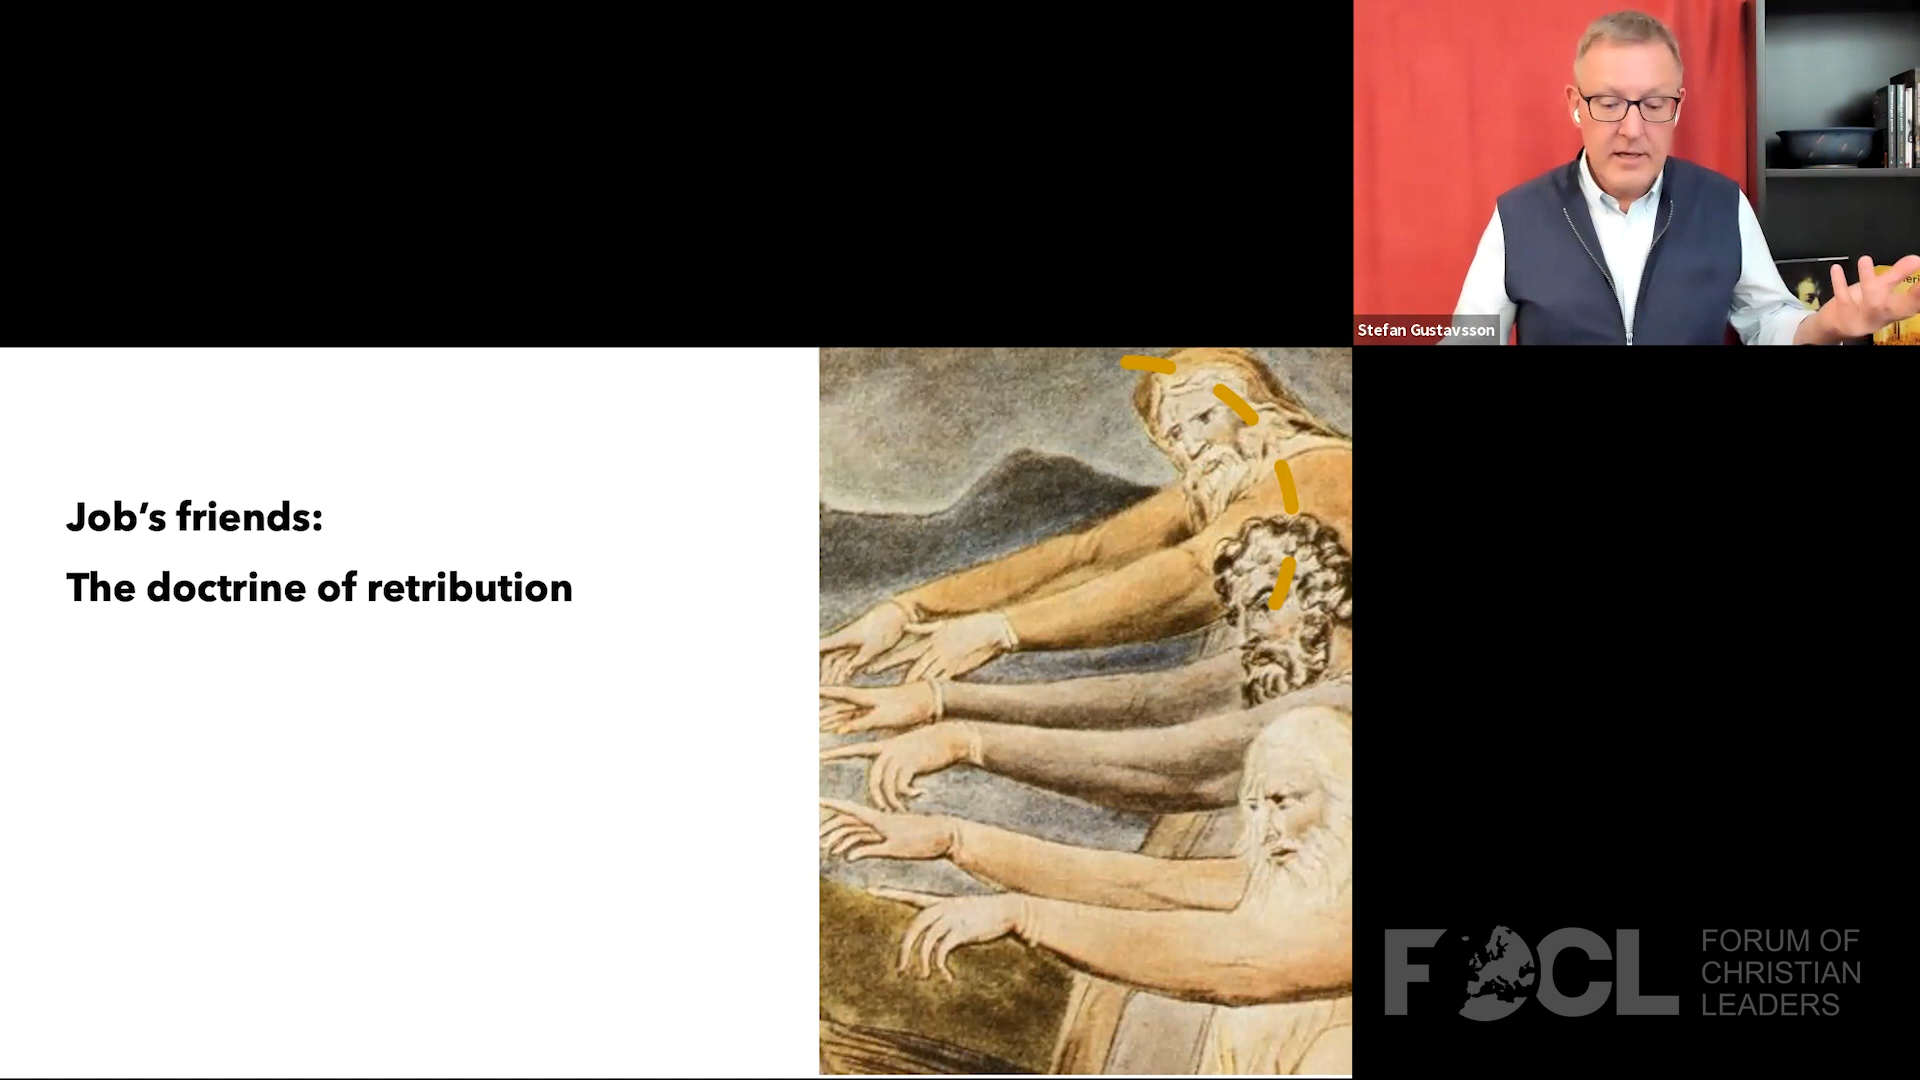 Stefan Gustavsson
Job’s friends:
The doctrine of retribution
FOCL
FORUM OF
CHRISTIAN
LEADERS